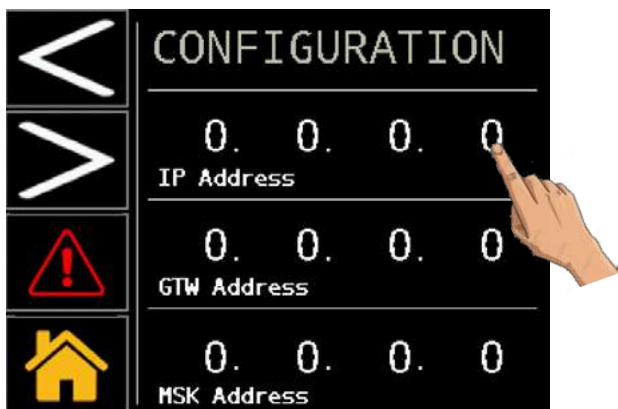 CONFIGURATION
0. 0. 0. 0
IP Address
0. 0. 0. 0
GTW Address
0. 0. 0. 0
MSK Address